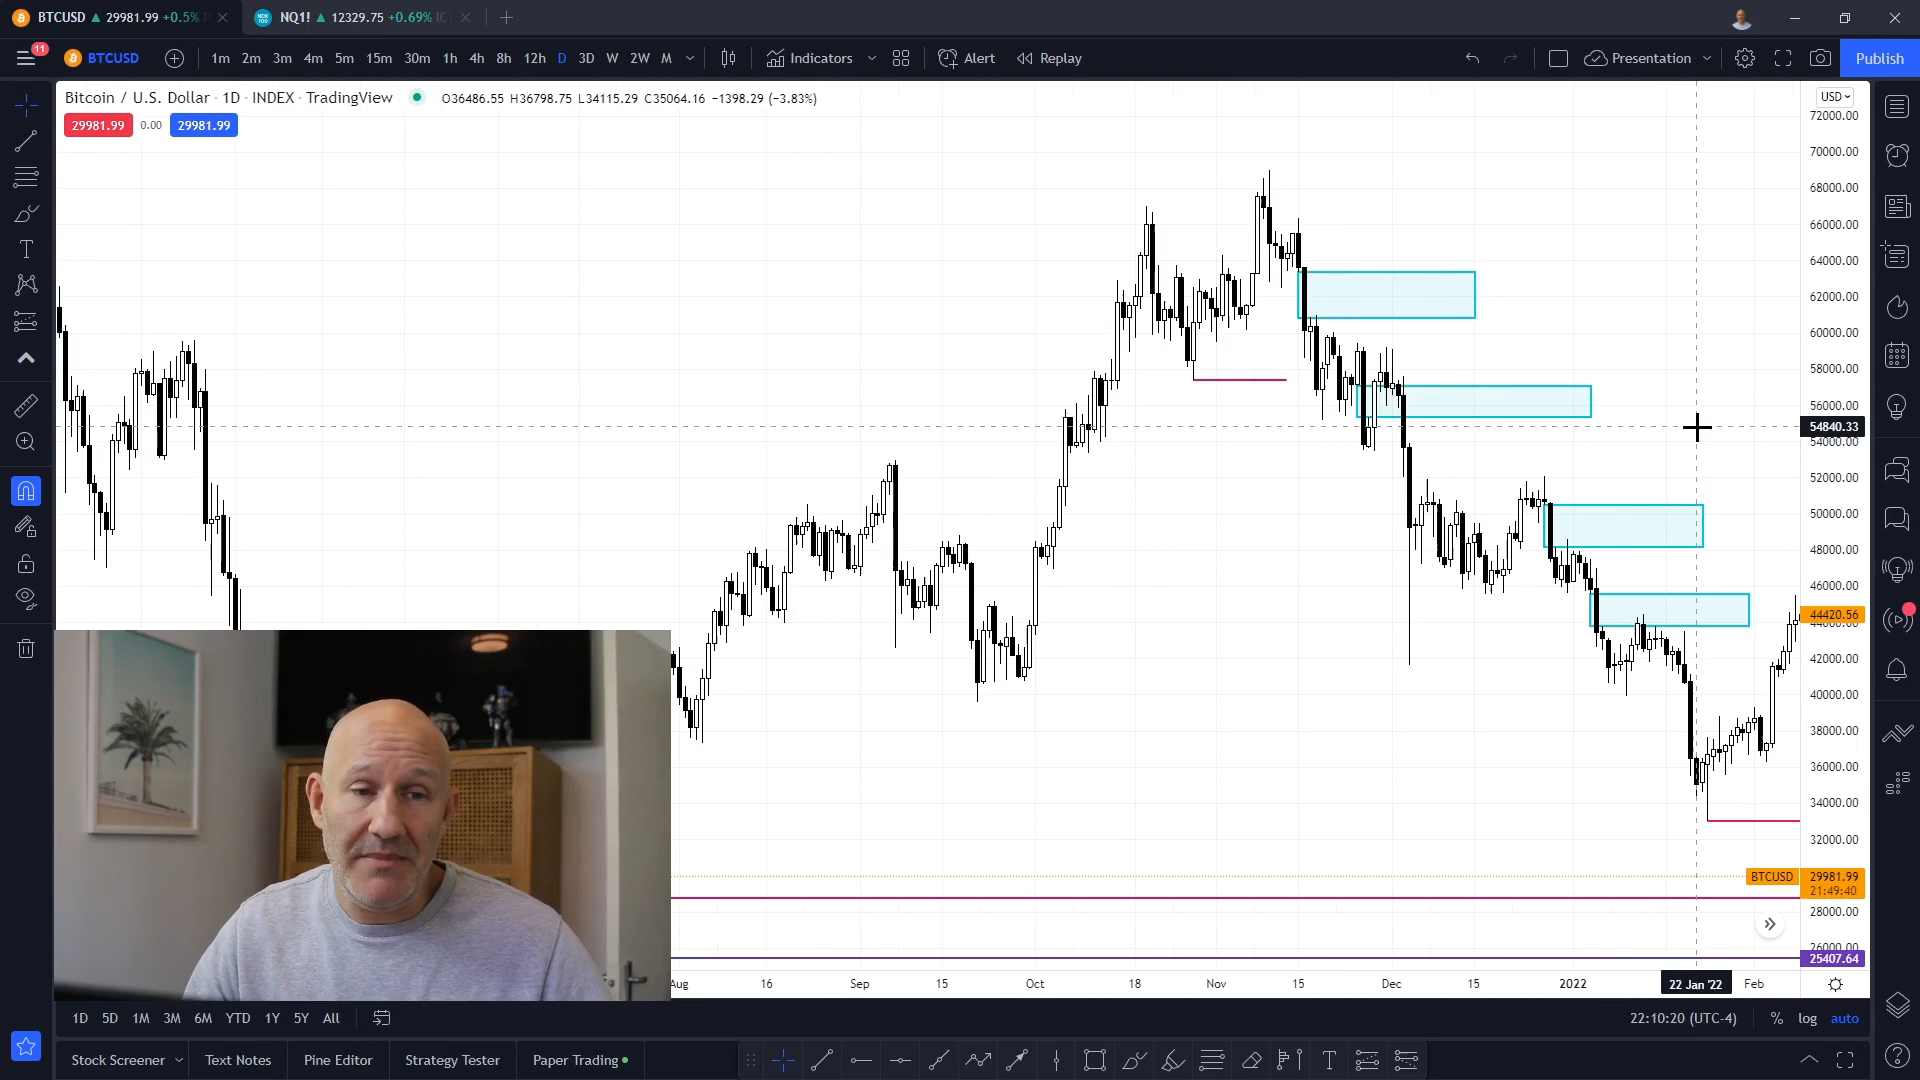 BTCUSD ▲ 29981.99 +0.5%
NQ1! ▲ 12329.75 +0.69%
11
BTCUSD 1m 2m 3m 4m 5m 15m 30m 1h 4h 8h 12h D 3D W 2W M Indicators Alert Replay Presentation Publish
Bitcoin / U.S. Dollar · 1D · INDEX · TradingView O36486.55 H36798.75 L34115.29 C35064.16 −1398.29 (−3.83%)
29981.99 0.00 29981.99
USD
72000.00
70000.00
68000.00
66000.00
64000.00
62000.00
60000.00
58000.00
56000.00
54840.33
54000.00
52000.00
50000.00
48000.00
46000.00
44420.56
44000.00
42000.00
40000.00
38000.00
36000.00
34000.00
32000.00
BTCUSD 29981.99
21:49:40
28000.00
26000.00
25407.64
Aug 16 Sep 15 Oct 18 Nov 15 Dec 15 2022 22 Jan '22 Feb
1D 5D 1M 3M 6M YTD 1Y 5Y All 22:10:20 (UTC-4) % log auto
Stock Screener Text Notes Pine Editor Strategy Tester Paper Trading